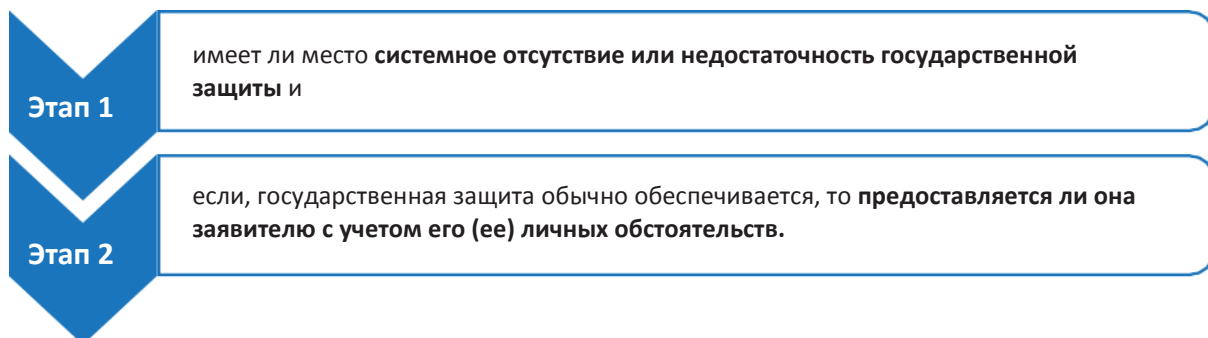 Этап 1
имеет ли место системное отсутствие или недостаточность государственной
защиты и
Этап 2
если, государственная защита обычно обеспечивается, то предоставляется ли она
заявителю с учетом его (ее) личных обстоятельств.